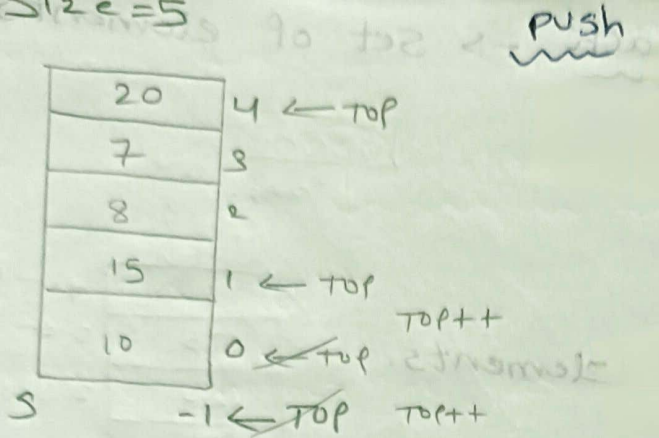 Size=5
push
20 4 ← TOP
7 3
8 2
15 1 ← TOP
TOP++
10 0 ← TOP
S -1 ← TOP TOP++